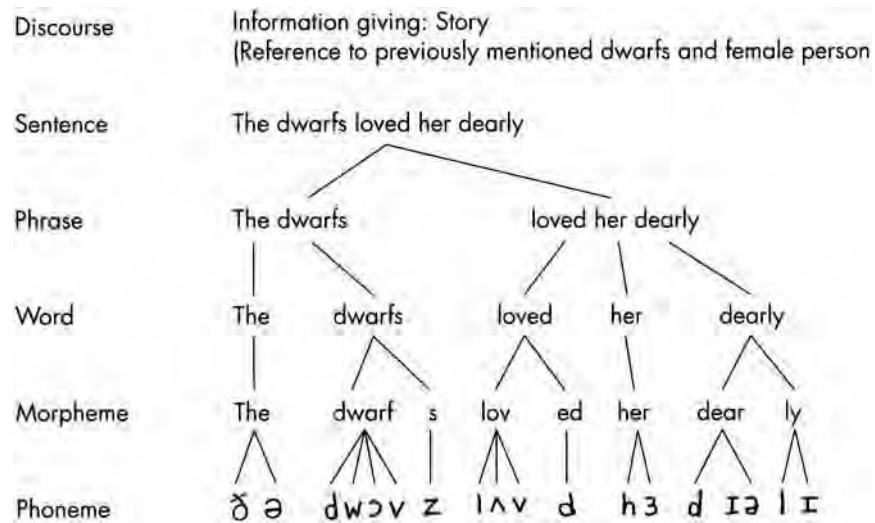 Discourse Information giving: Story
(Reference to previously mentioned dwarfs and female person
Sentence The dwarfs loved her dearly
Phrase The dwarfs loved her dearly
Word The dwarfs loved her dearly
Morpheme The dwarf s lov ed her dear ly
Phoneme ɣ ə d w ɔ v z l ʌ v d h ɜ d ɪə l ɪ